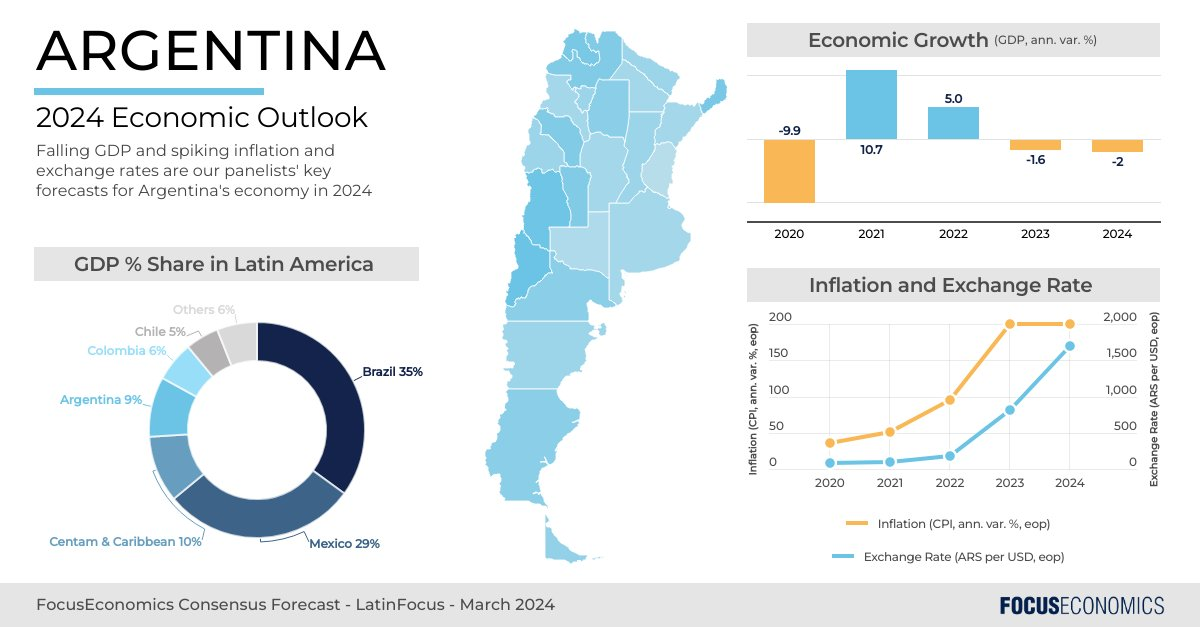 ARGENTINA
2024 Economic Outlook
Falling GDP and spiking inflation and
exchange rates are our panelists' key
forecasts for Argentina's economy in 2024
GDP % Share in Latin America
Others 6%
Chile 5%
Colombia 6%
Argentina 9%
Centam & Caribbean 10%
Brazil 35%
Mexico 29%
Economic Growth (GDP, ann. var. %)
-9.9
10.7
5.0
-1.6
-2
2020 2021 2022 2023 2024
Inflation and Exchange Rate
Inflation (CPI, ann. var. %, eop)
200
150
100
50
0
2,000
1,500
1,000
500
0
Exchange Rate (ARS per USD, eop)
2020 2021 2022 2023 2024
Inflation (CPI, ann. var. %, eop)
Exchange Rate (ARS per USD, eop)
FocusEconomics Consensus Forecast - LatinFocus - March 2024
FOCUSECONOMICS